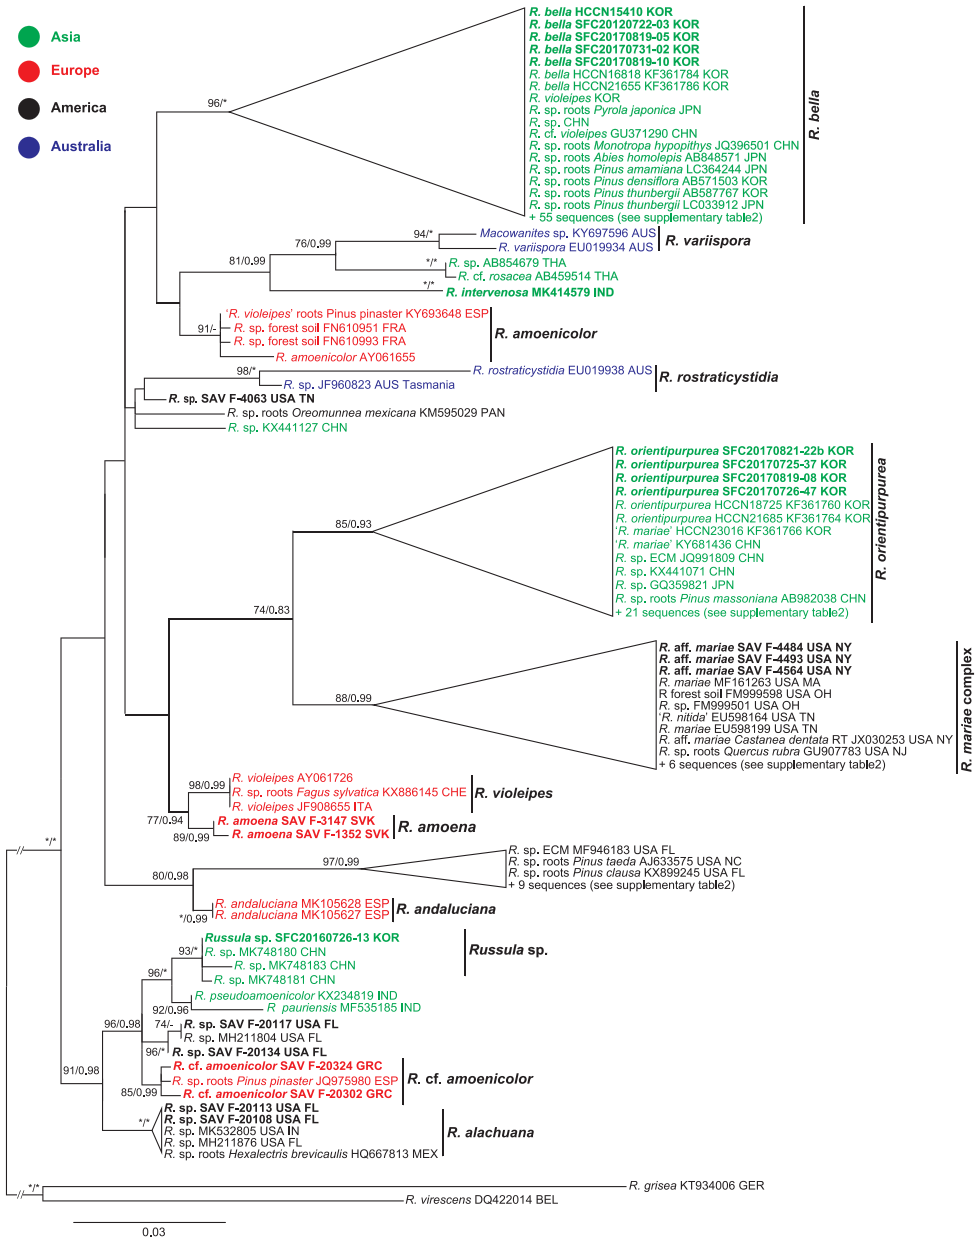 Asia
Europe
America
Australia
96/*
R. bella HCCN15410 KOR
R. bella SFC20120722-03 KOR
R. bella SFC20170819-05 KOR
R. bella SFC20170731-02 KOR
R. bella SFC20170819-10 KOR
R. bella HCCN16818 KF361784 KOR
R. bella HCCN21655 KF361786 KOR
R. violeipes KOR
R. sp. roots Pyrola japonica JPN
R. sp. CHN
R. cf. violeipes GU371290 CHN
R. sp. roots Monotropa hypopithys JQ396501 CHN
R. sp. roots Abies homolepis AB848571 JPN
R. sp. roots Pinus amamiana LC364244 JPN
R. sp. roots Pinus densiflora AB571503 KOR
R. sp. roots Pinus thunbergii AB587767 KOR
R. sp. roots Pinus thunbergii LC033912 JPN
+ 55 sequences (see supplementary table2)
R. bella
94/*
Macowanites sp. KY697596 AUS
R. variispora EU019934 AUS
R. variispora
76/0.99
81/0.99
*/*
R. sp. AB854679 THA
R. cf. rosacea AB459514 THA
*/*
R. intervenosa MK414579 IND
91/-
'R. violeipes' roots Pinus pinaster KY693648 ESP
R. sp. forest soil FN610951 FRA
R. sp. forest soil FN610993 FRA
R. amoenicolor AY061655
R. amoenicolor
98/*
R. rostraticystidia EU019938 AUS
R. sp. JF960823 AUS Tasmania
R. rostraticystidia
R. sp. SAV F-4063 USA TN
R. sp. roots Oreomunnea mexicana KM595029 PAN
R. sp. KX441127 CHN
85/0.93
R. orientipurpurea SFC20170821-22b KOR
R. orientipurpurea SFC20170725-37 KOR
R. orientipurpurea SFC20170819-08 KOR
R. orientipurpurea SFC20170726-47 KOR
R. orientipurpurea HCCN18725 KF361760 KOR
R. orientipurpurea HCCN21685 KF361764 KOR
'R. mariae' HCCN23016 KF361766 KOR
'R. mariae' KY681436 CHN
R. sp. ECM JQ991809 CHN
R. sp. KX441071 CHN
R. sp. GQ359821 JPN
R. sp. roots Pinus massoniana AB982038 CHN
+ 21 sequences (see supplementary table2)
R. orientipurpurea
74/0.83
88/0.99
R. aff. mariae SAV F-4484 USA NY
R. aff. mariae SAV F-4493 USA NY
R. aff. mariae SAV F-4564 USA NY
R. mariae MF161263 USA MA
R forest soil FM999598 USA OH
R. sp. FM999501 USA OH
'R. nitida' EU598164 USA TN
R. mariae EU598199 USA TN
R. aff. mariae Castanea dentata RT JX030253 USA NY
R. sp. roots Quercus rubra GU907783 USA NJ
+ 6 sequences (see supplementary table2)
R. mariae complex
98/0.99
R. violeipes AY061726
R. sp. roots Fagus sylvatica KX886145 CHE
R. violeipes JF908655 ITA
R. violeipes
77/0.94
89/0.99
R. amoena SAV F-3147 SVK
R. amoena SAV F-1352 SVK
R. amoena
*/*
97/0.99
R. sp. ECM MF946183 USA FL
R. sp. roots Pinus taeda AJ633575 USA NC
R. sp. roots Pinus clausa KX899245 USA FL
+ 9 sequences (see supplementary table2)
80/0.98
*/0.99
R. andaluciana MK105628 ESP
R. andaluciana MK105627 ESP
R. andaluciana
93/*
Russula sp. SFC20160726-13 KOR
R. sp. MK748180 CHN
R. sp. MK748183 CHN
R. sp. MK748181 CHN
Russula sp.
96/*
92/0.96
R. pseudoamoenicolor KX234819 IND
R pauriensis MF535185 IND
96/0.98
74/-
R. sp. SAV F-20117 USA FL
R. sp. MH211804 USA FL
96/*
R. sp. SAV F-20134 USA FL
91/0.98
85/0.99
R. cf. amoenicolor SAV F-20324 GRC
R. sp. roots Pinus pinaster JQ975980 ESP
R. cf. amoenicolor SAV F-20302 GRC
R. cf. amoenicolor
*/*
R. sp. SAV F-20113 USA FL
R. sp. SAV F-20108 USA FL
R. sp. MK532805 USA IN
R. sp. MH211876 USA FL
R. sp. roots Hexalectris brevicaulis HQ667813 MEX
R. alachuana
*/*
R. grisea KT934006 GER
R. virescens DQ422014 BEL
0.03